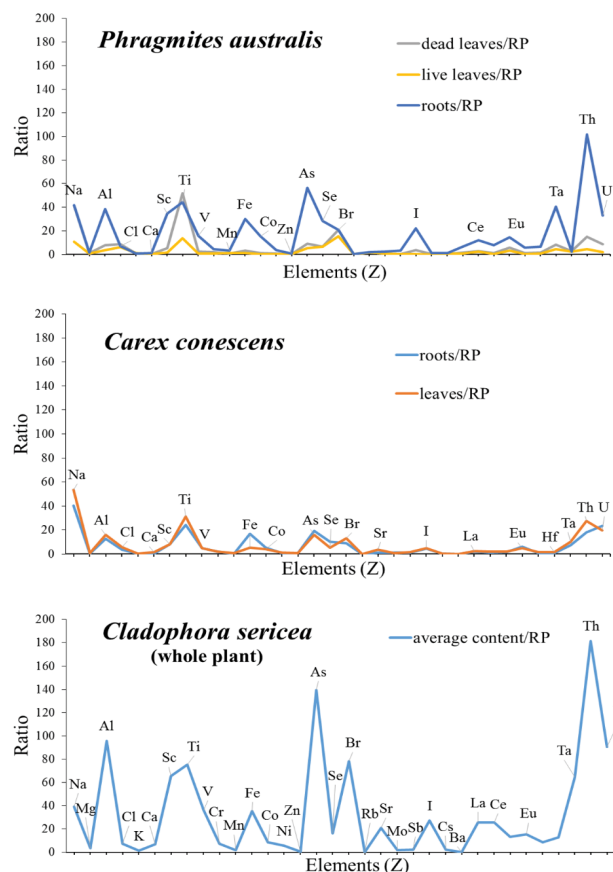 Phragmites australis
dead leaves/RP
live leaves/RP
roots/RP
Ratio
200
180
160
140
120
100
80
60
40
20
0
Na
Al
Cl
Ca
Sc
Ti
V
Mn
Fe
Co
Zn
As
Se
Br
I
Ce
Eu
Ta
Th
U
Elements (Z)
Carex conescens
roots/RP
leaves/RP
Ratio
200
180
160
140
120
100
80
60
40
20
0
Na
Al
Cl
Ca
Sc
Ti
V
Fe
Co
As
Se
Br
Sr
I
La
Eu
Hf
Ta
Th
U
Elements (Z)
Cladophora sericea
(whole plant)
average content/RP
Ratio
200
180
160
140
120
100
80
60
40
20
0
Na
Mg
Al
Cl
K
Ca
Sc
Ti
V
Cr
Mn
Fe
Co
Ni
Zn
As
Se
Br
Rb
Sr
Mo
Sb
I
Cs
Ba
La
Ce
Eu
Ta
Th
Elements (Z)